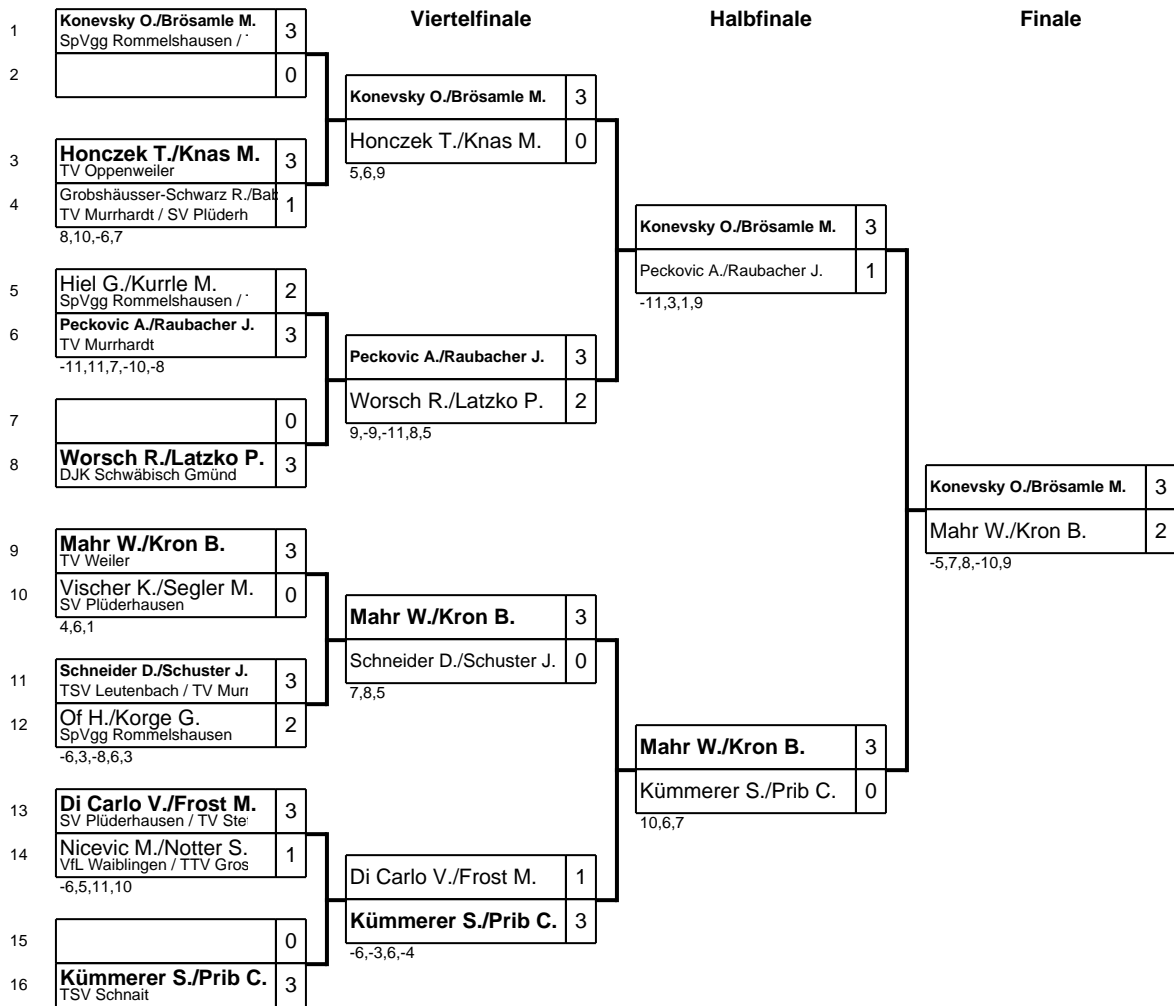 Viertelfinale Halbfinale Finale
1 Konevsky O./Brösamle M. 3
SpVgg Rommelshausen /
2 0
3 Honczek T./Knas M. 3
TV Oppenweiler
4 Grobshäusser-Schwarz R./Bab 1
TV Murrhardt / SV Plüderh
8,10,-6,7
5 Hiel G./Kurrle M. 2
SpVgg Rommelshausen /
6 Peckovic A./Raubacher J. 3
TV Murrhardt
-11,11,7,-10,-8
7 0
8 Worsch R./Latzko P. 3
DJK Schwäbisch Gmünd
9 Mahr W./Kron B. 3
TV Weiler
10 Vischer K./Segler M. 0
SV Plüderhausen
4,6,1
11 Schneider D./Schuster J. 3
TSV Leutenbach / TV Murr
12 Of H./Korge G. 2
SpVgg Rommelshausen
-6,3,-8,6,3
13 Di Carlo V./Frost M. 3
SV Plüderhausen / TV Stet
14 Nicevic M./Notter S. 1
VfL Waiblingen / TTV Gros
-6,5,11,10
15 0
16 Kümmerer S./Prib C. 3
TSV Schnait
Konevsky O./Brösamle M. 3
Honczek T./Knas M. 0
5,6,9
Peckovic A./Raubacher J. 3
Worsch R./Latzko P. 2
9,-9,-11,8,5
Mahr W./Kron B. 3
Schneider D./Schuster J. 0
7,8,5
Di Carlo V./Frost M. 1
Kümmerer S./Prib C. 3
-6,-3,6,-4
Konevsky O./Brösamle M. 3
Peckovic A./Raubacher J. 1
-11,3,1,9
Mahr W./Kron B. 3
Kümmerer S./Prib C. 0
10,6,7
Konevsky O./Brösamle M. 3
Mahr W./Kron B. 2
-5,7,8,-10,9